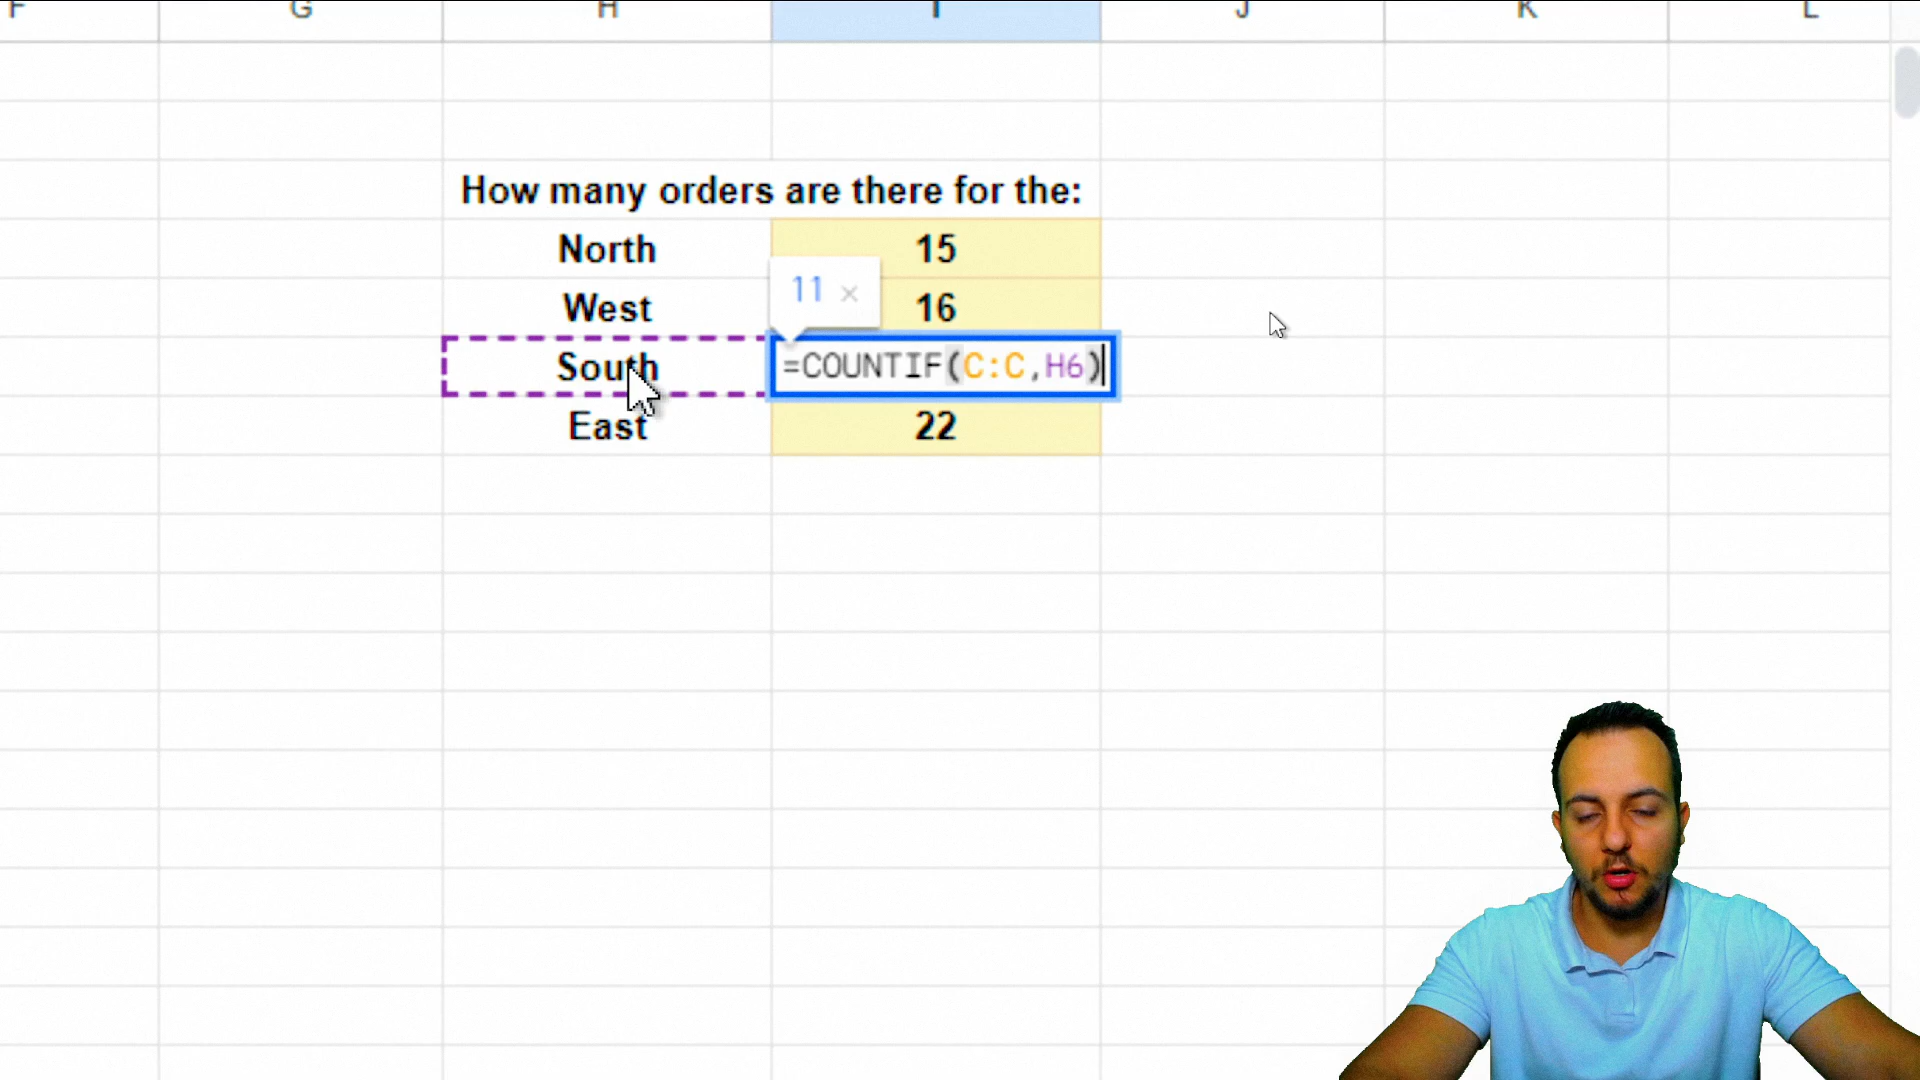 F G H I J K L
How many orders are there for the:
North 15
West 16
11 ×
South =COUNTIF(C:C,H6)
East 22